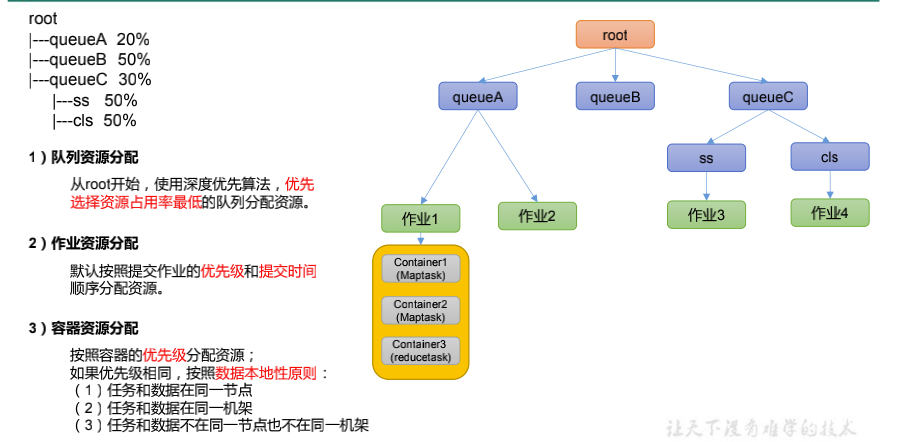 root
|---queueA 20%
|---queueB 50%
|---queueC 30%
|---ss 50%
|---cls 50%
1）队列资源分配
从root开始，使用深度优先算法，优先
选择资源占用率最低的队列分配资源。
2）作业资源分配
默认按照提交作业的优先级和提交时间
顺序分配资源。
3）容器资源分配
按照容器的优先级分配资源；
如果优先级相同，按照数据本地性原则：
（1）任务和数据在同一节点
（2）任务和数据在同一机架
（3）任务和数据不在同一节点也不在同一机架
root
queueA
queueB
queueC
ss
cls
作业1
作业2
作业3
作业4
Container1
(Maptask)
Container2
(Maptask)
Container3
(reducetask)
让天下没有难学的技术